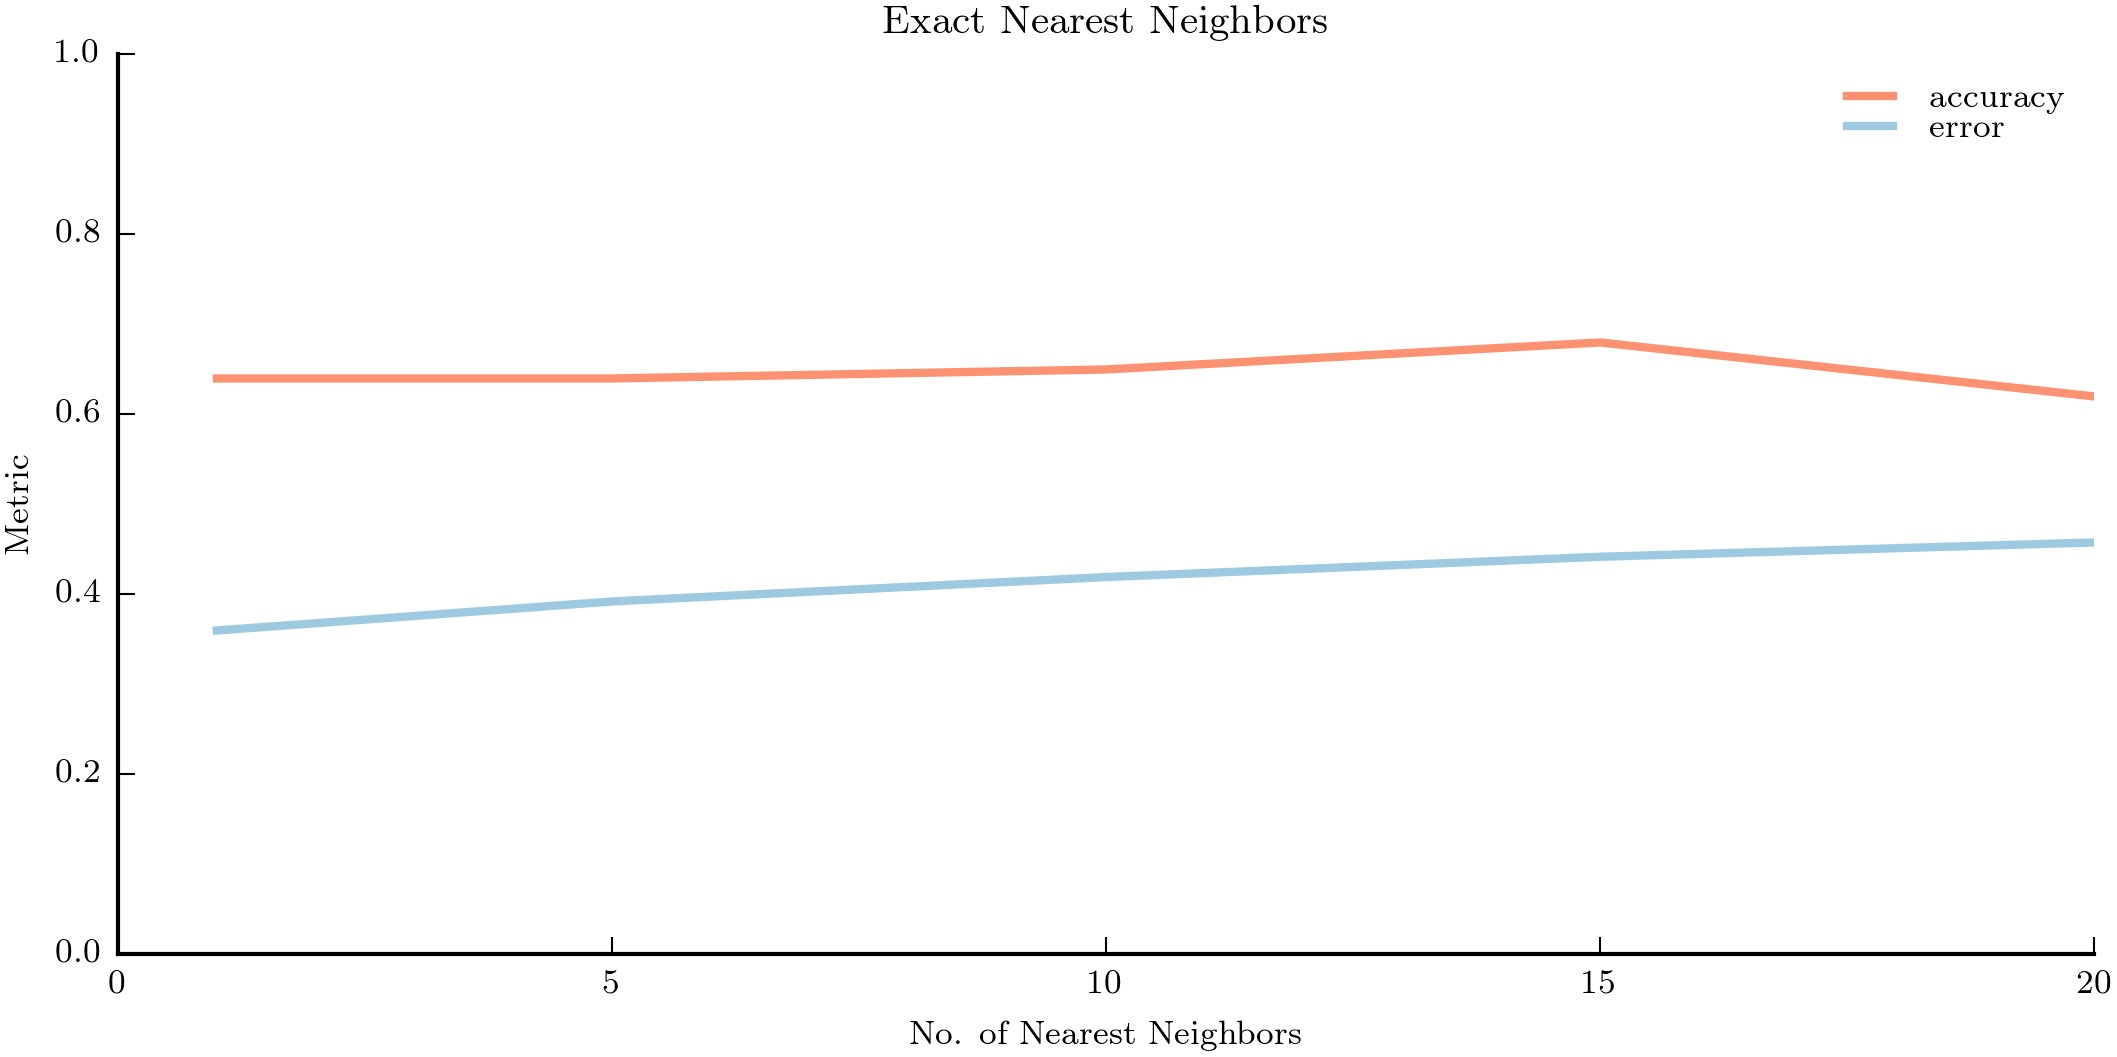 Exact Nearest Neighbors
1.0
accuracy
error
0.8
0.6
Metric
0.4
0.2
0.0
0 5 10 15 20
No. of Nearest Neighbors